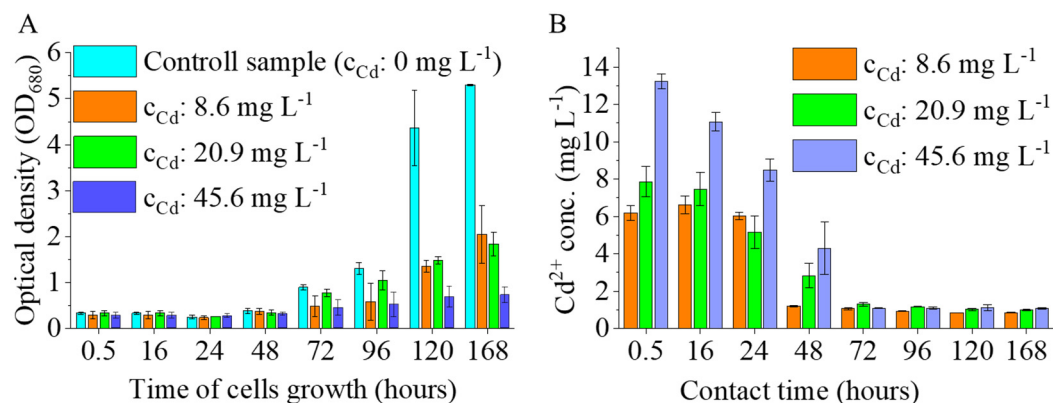 A
Optical density (OD680)
6
5
4
3
2
1
0
Controll sample (cCd: 0 mg L-1)
cCd: 8.6 mg L-1
cCd: 20.9 mg L-1
cCd: 45.6 mg L-1
0.5 16 24 48 72 96 120 168
Time of cells growth (hours)
B
Cd2+ conc. (mg L-1)
14
12
10
8
6
4
2
0
cCd: 8.6 mg L-1
cCd: 20.9 mg L-1
cCd: 45.6 mg L-1
0.5 16 24 48 72 96 120 168
Contact time (hours)